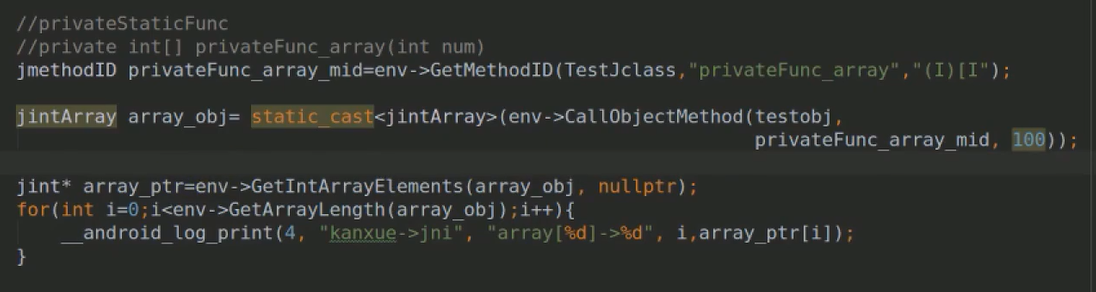 //privateStaticFunc
//private int[] privateFunc_array(int num)
jmethodID privateFunc_array_mid=env->GetMethodID(TestJclass,"privateFunc_array","(I)[I");
jintArray array_obj= static_cast<jintArray>(env->CallObjectMethod(testobj,
privateFunc_array_mid, 100));
jint* array_ptr=env->GetIntArrayElements(array_obj, nullptr);
for(int i=0;i<env->GetArrayLength(array_obj);i++){
__android_log_print(4, "kanxue->jni", "array[%d]->%d", i,array_ptr[i]);
}